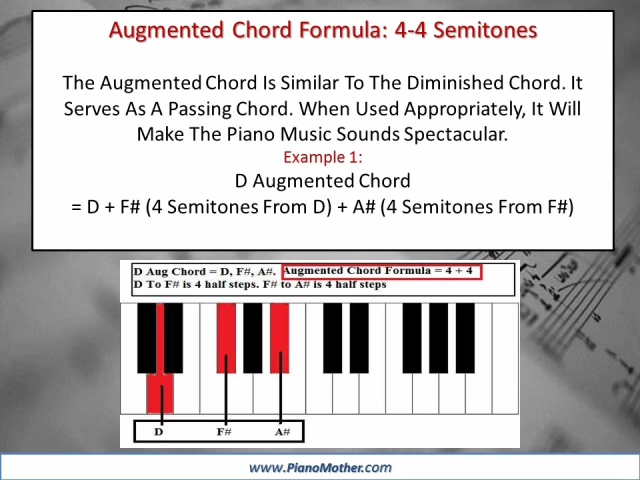 Augmented Chord Formula: 4-4 Semitones
The Augmented Chord Is Similar To The Diminished Chord. It
Serves As A Passing Chord. When Used Appropriately, It Will
Make The Piano Music Sounds Spectacular.
Example 1:
D Augmented Chord
= D + F# (4 Semitones From D) + A# (4 Semitones From F#)
D Aug Chord = D, F#, A#. Augmented Chord Formula = 4 + 4
D To F# is 4 half steps. F# to A# is 4 half steps
D F# A#
www.PianoMother.com